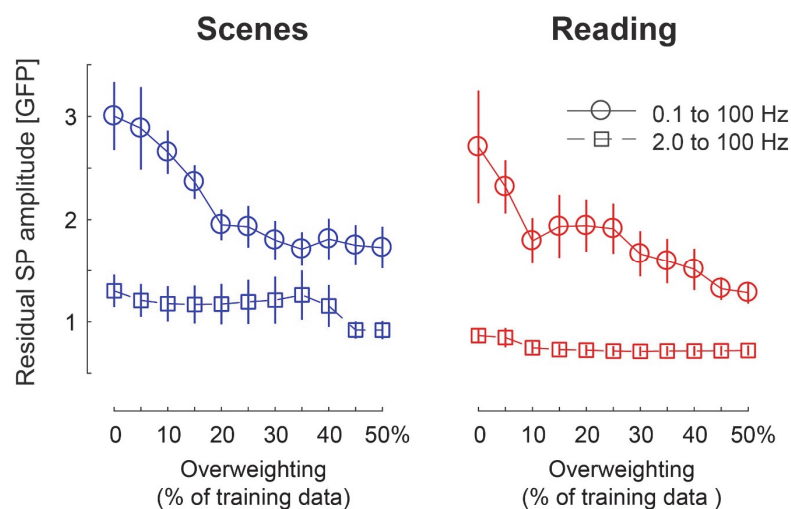 Scenes
Reading
Residual SP amplitude [GFP]
3
2
1
0.1 to 100 Hz
2.0 to 100 Hz
0 10 20 30 40 50%
0 10 20 30 40 50%
Overweighting
(% of training data)
Overweighting
(% of training data )